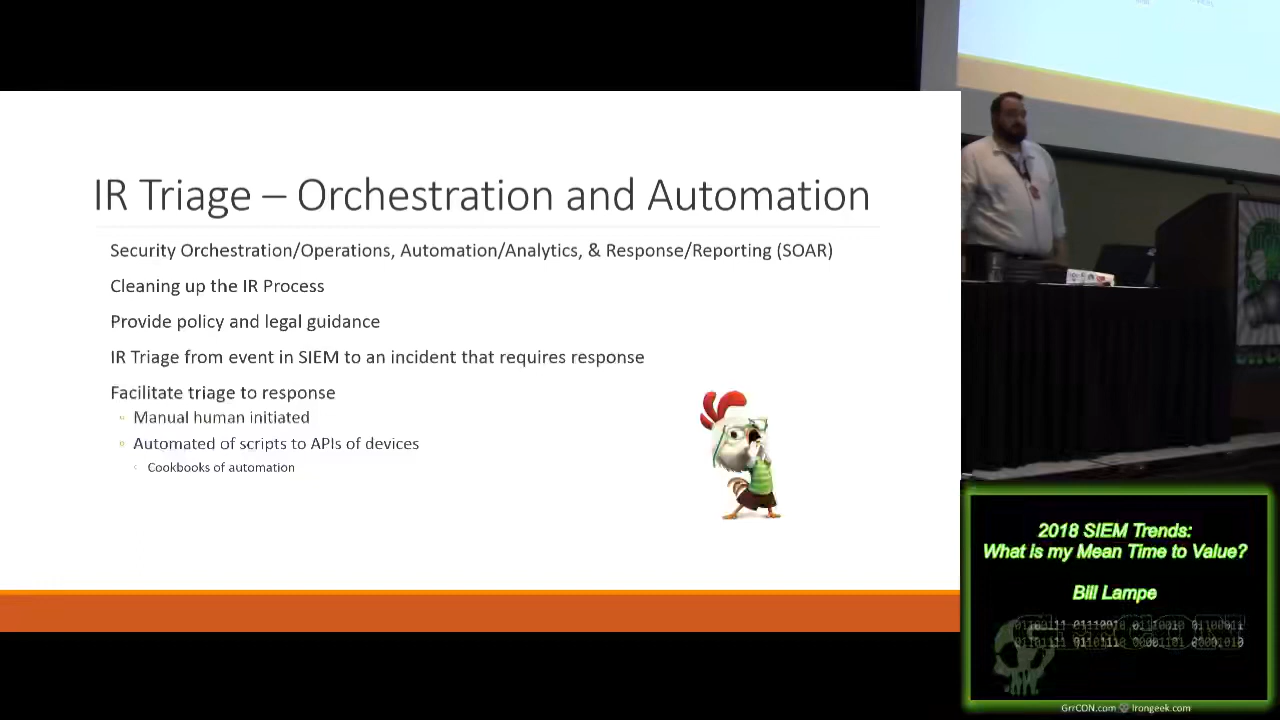 IR Triage – Orchestration and Automation
Security Orchestration/Operations, Automation/Analytics, & Response/Reporting (SOAR)
Cleaning up the IR Process
Provide policy and legal guidance
IR Triage from event in SIEM to an incident that requires response
Facilitate triage to response
Manual human initiated
Automated of scripts to APIs of devices
Cookbooks of automation
2018 SIEM Trends:
What is my Mean Time to Value?
Bill Lampe
GrrCON
GrrCON.com Irongeek.com